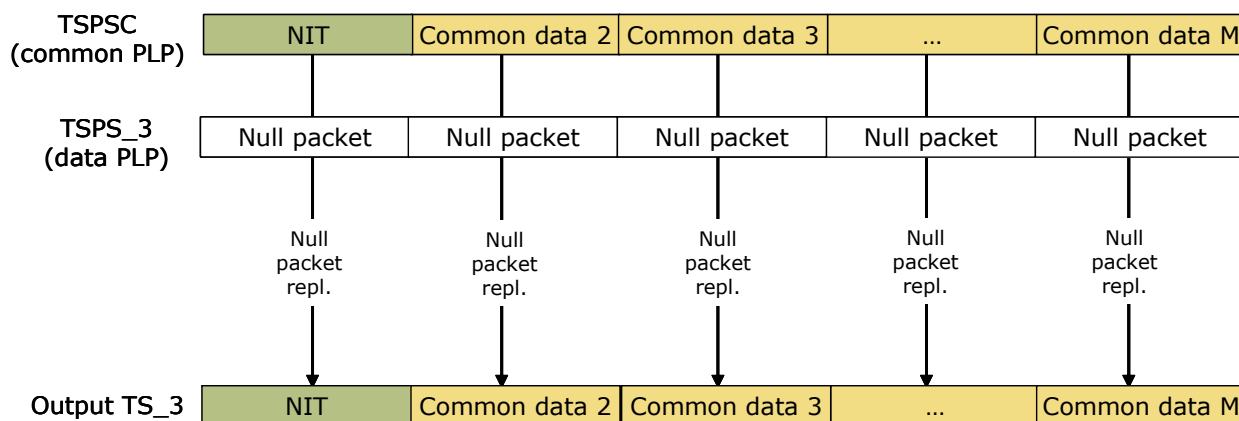 TSPSC
(common PLP)
NIT
Common data 2
Common data 3
...
Common data M
TSPS_3
(data PLP)
Null packet
Null packet
Null packet
Null packet
Null packet
Null
packet
repl.
Null
packet
repl.
Null
packet
repl.
Null
packet
repl.
Null
packet
repl.
Output TS_3
NIT
Common data 2
Common data 3
...
Common data M